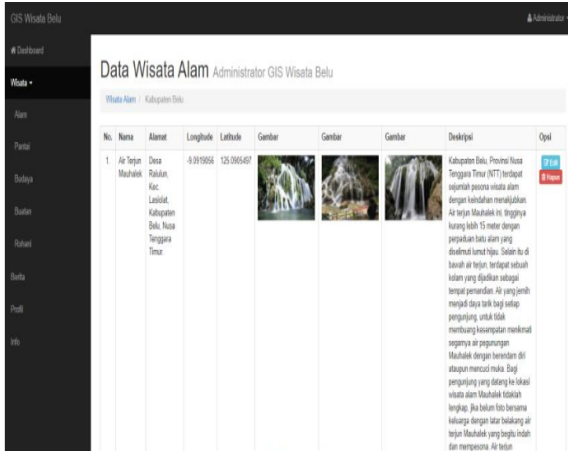 GIS Wisata Belu
Administrator
Dashboard
Wisata
Alam
Pantai
Budaya
Buatan
Rohani
Berita
Profil
Info
Data Wisata Alam Administrator GIS Wisata Belu
Wisata Alam / Kabupaten Belu
No. Nama Alamat Longitude Latitude Gambar Gambar Gambar Deskripsi Opsi
1. Air Terjun
Mauhalek
Desa
Raiulun,
Kec.
Lasiolat,
Kabupaten
Belu, Nusa
Tenggara
Timur.
-9.0919056
125.0905497
Kabupaten Belu, Provinsi Nusa
Tenggara Timur (NTT) terdapat
sejumlah pesona wisata alam
dengan keindahan menakjubkan.
Air terjun Mauhalek ini, tingginya
kurang lebih 15 meter dengan
perpaduan batu alam yang
diselimuti lumut hijau. Selain itu di
bawah air terjun, terdapat sebuah
kolam yang dijadikan sebagai
tempat pemandian. Air yang jernih
menjadi daya tarik bagi setiap
pengunjung, untuk tidak
membuang kesempatan menikmati
segarnya air pegunungan
Mauhalek dengan berendam diri
ataupun mencuci muka. Bagi
pengunjung yang datang ke lokasi
wisata alam Mauhalek tidaklah
lengkap, jika belum foto bersama
keluarga dengan latar belakang air
terjun Mauhalek yang begitu indah
dan mempesona. Air terjun
Edit
Hapus